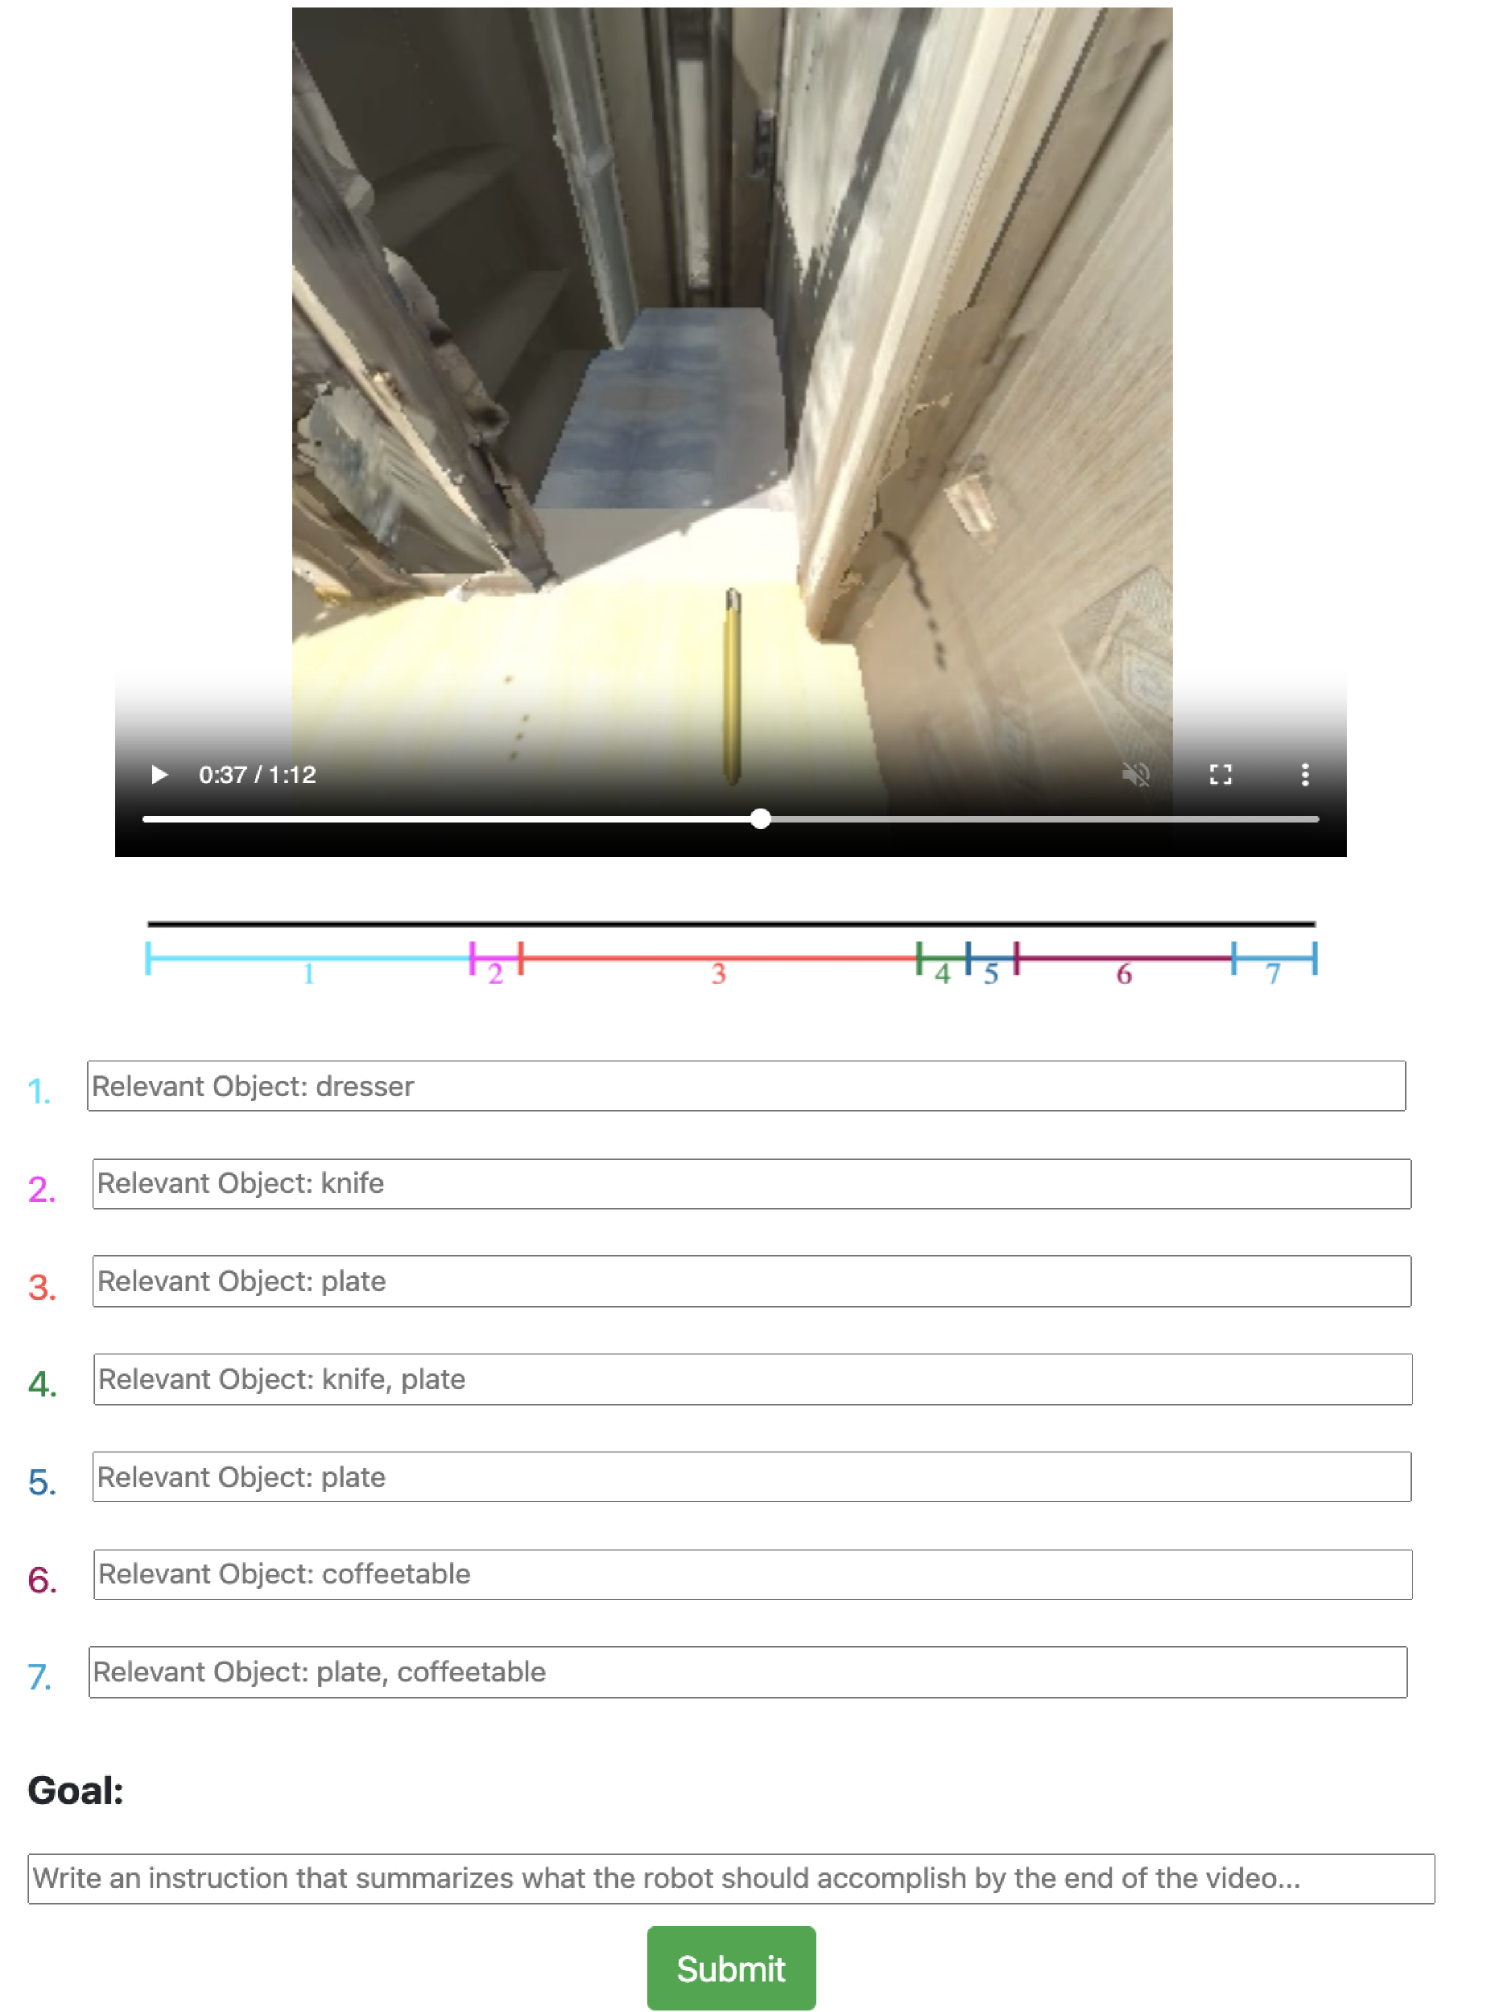 0:37 / 1:12
1 2 3 4 5 6 7
1. Relevant Object: dresser
2. Relevant Object: knife
3. Relevant Object: plate
4. Relevant Object: knife, plate
5. Relevant Object: plate
6. Relevant Object: coffeetable
7. Relevant Object: plate, coffeetable
Goal:
Write an instruction that summarizes what the robot should accomplish by the end of the video...
Submit